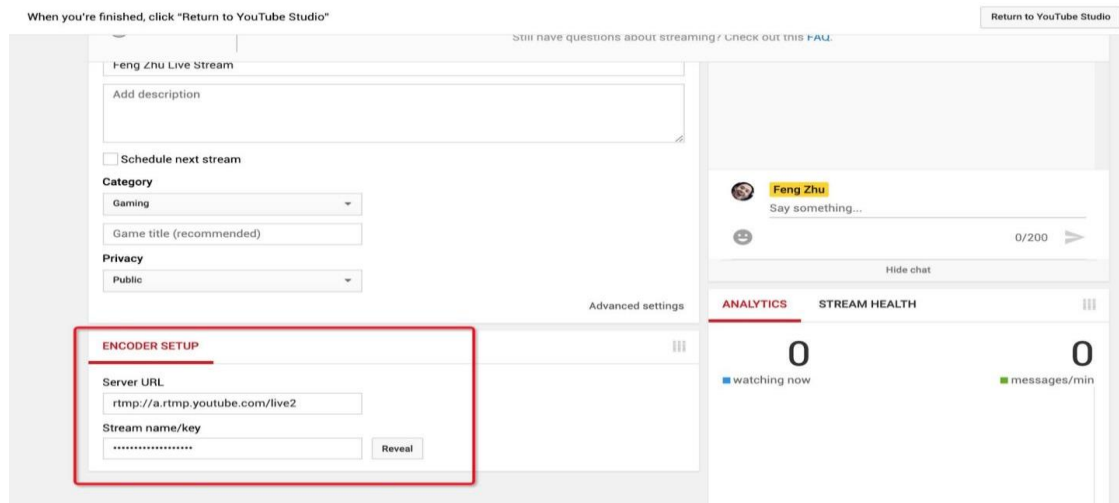 When you're finished, click "Return to YouTube Studio"
Return to YouTube Studio
Still have questions about streaming? Check out this FAQ.
Feng Zhu Live Stream
Add description
Schedule next stream
Category
Gaming
Game title (recommended)
Privacy
Public
Advanced settings
ENCODER SETUP
Server URL
rtmp://a.rtmp.youtube.com/live2
Stream name/key
•••••••••••••••••••
Reveal
Feng Zhu
Say something...
0/200
Hide chat
ANALYTICS STREAM HEALTH
0 0
watching now messages/min